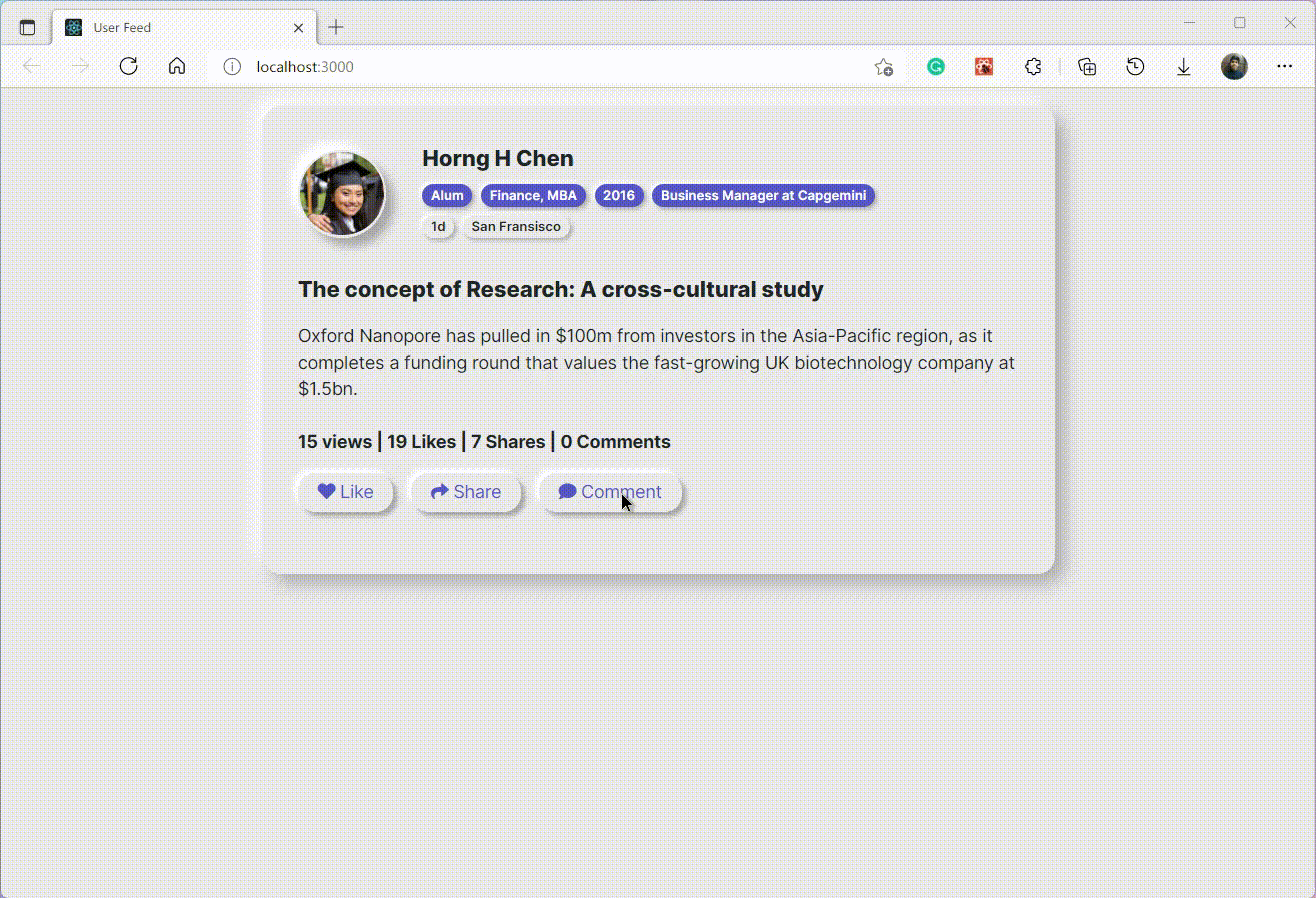 User Feed
localhost:3000
Horng H Chen
Alum Finance, MBA 2016 Business Manager at Capgemini
1d San Fransisco
The concept of Research: A cross-cultural study
Oxford Nanopore has pulled in $100m from investors in the Asia-Pacific region, as it
completes a funding round that values the fast-growing UK biotechnology company at
$1.5bn.
15 views | 19 Likes | 7 Shares | 0 Comments
Like Share Comment